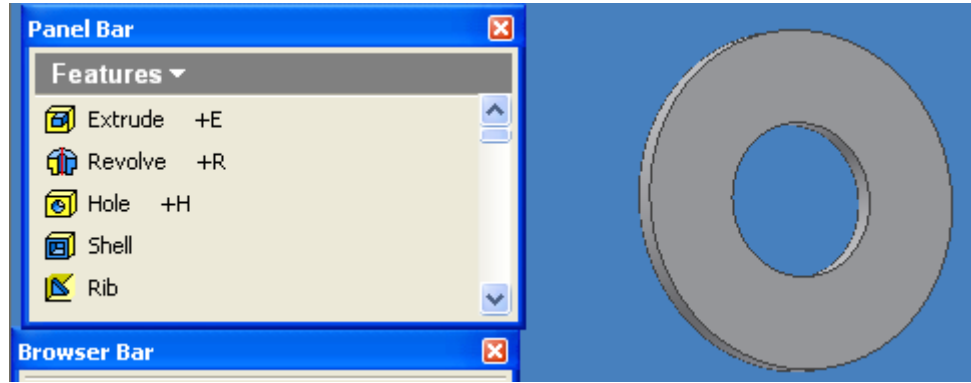 Panel Bar
Features
Extrude +E
Revolve +R
Hole +H
Shell
Rib
Browser Bar